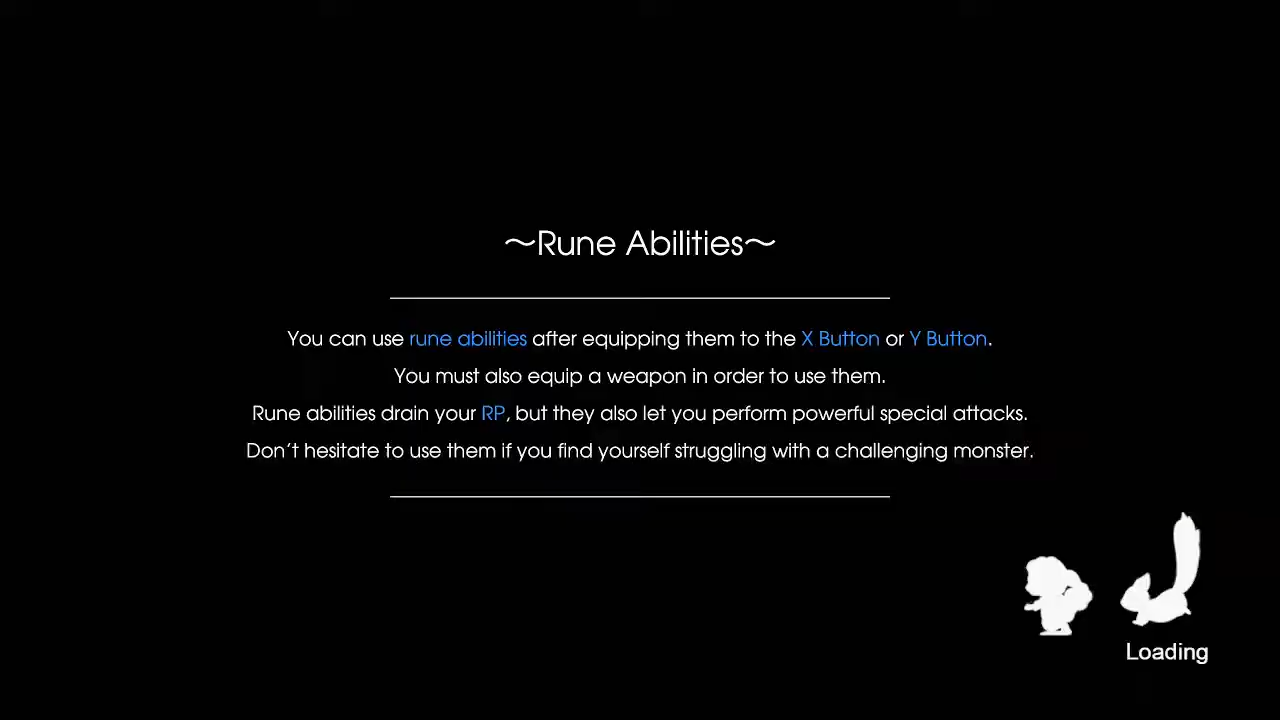 ～Rune Abilities～
You can use rune abilities after equipping them to the X Button or Y Button.
You must also equip a weapon in order to use them.
Rune abilities drain your RP, but they also let you perform powerful special attacks.
Don’t hesitate to use them if you find yourself struggling with a challenging monster.
Loading